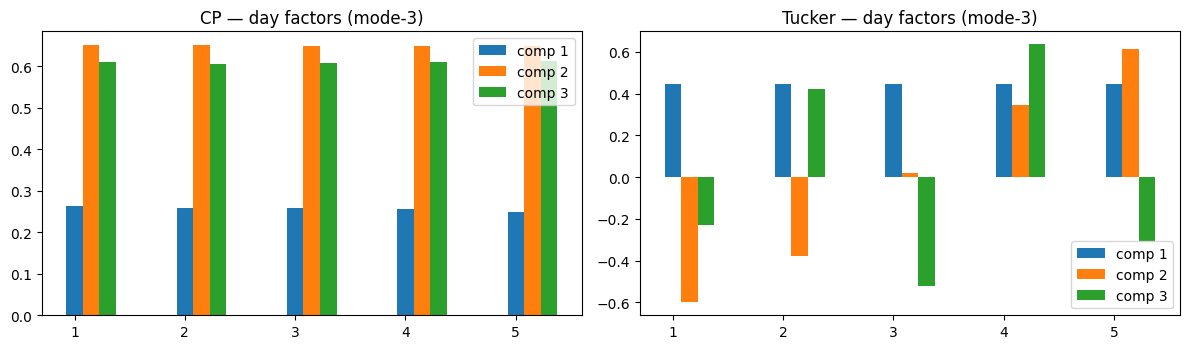 CP — day factors (mode-3)
comp 1
comp 2
comp 3
0.6
0.5
0.4
0.3
0.2
0.1
0.0
1 2 3 4 5
Tucker — day factors (mode-3)
0.6
0.4
0.2
0.0
−0.2
−0.4
−0.6
comp 1
comp 2
comp 3
1 2 3 4 5